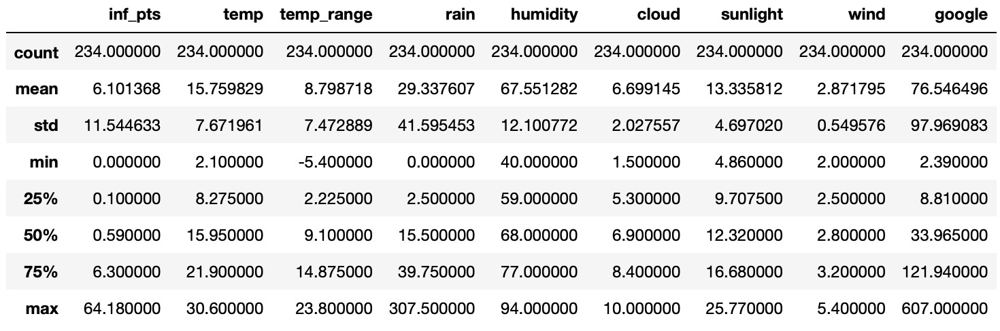 inf_pts temp temp_range rain humidity cloud sunlight wind google
count 234.000000 234.000000 234.000000 234.000000 234.000000 234.000000 234.000000 234.000000 234.000000
mean 6.101368 15.759829 8.798718 29.337607 67.551282 6.699145 13.335812 2.871795 76.546496
std 11.544633 7.671961 7.472889 41.595453 12.100772 2.027557 4.697020 0.549576 97.969083
min 0.000000 2.100000 -5.400000 0.000000 40.000000 1.500000 4.860000 2.000000 2.390000
25% 0.100000 8.275000 2.225000 2.500000 59.000000 5.300000 9.707500 2.500000 8.810000
50% 0.590000 15.950000 9.100000 15.500000 68.000000 6.900000 12.320000 2.800000 33.965000
75% 6.300000 21.900000 14.875000 39.750000 77.000000 8.400000 16.680000 3.200000 121.940000
max 64.180000 30.600000 23.800000 307.500000 94.000000 10.000000 25.770000 5.400000 607.000000